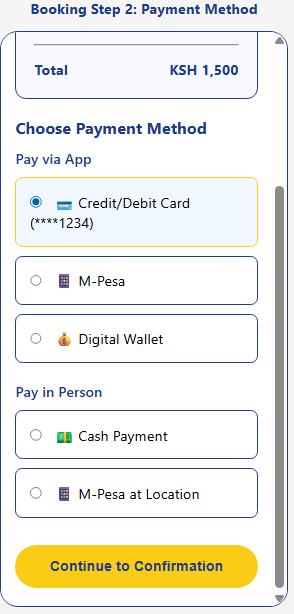 Booking Step 2: Payment Method
Total KSH 1,500
Choose Payment Method
Pay via App
Credit/Debit Card
(****1234)
M-Pesa
Digital Wallet
Pay in Person
Cash Payment
M-Pesa at Location
Continue to Confirmation